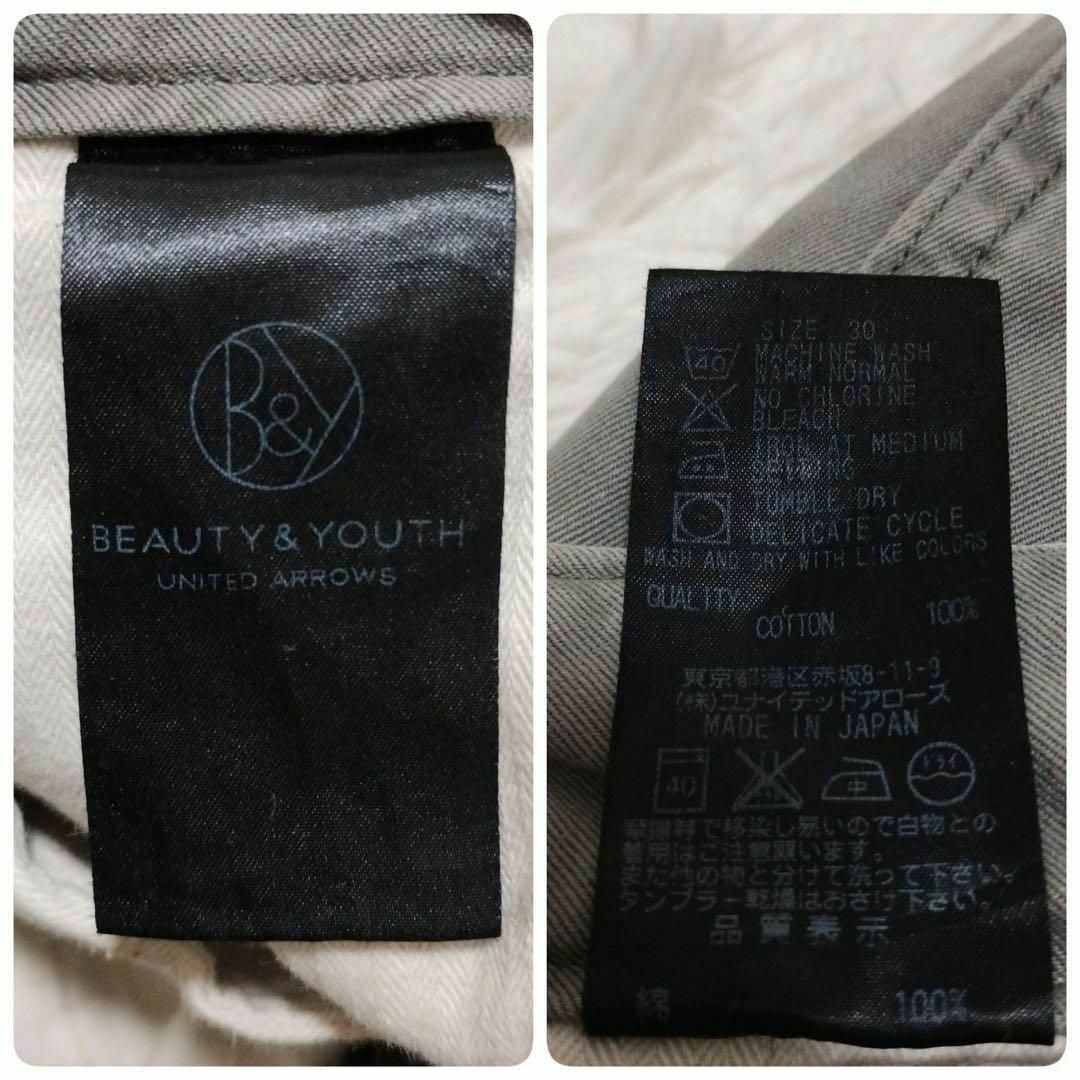 B&Y
BEAUTY & YOUTH
UNITED ARROWS
SIZE 30
40 MACHINE WASH
WARM NORMAL
NO CHLORINE
BLEACH
IRON AT MEDIUM
SETTING
TUMBLE DRY
DELICATE CYCLE
WASH AND DRY WITH LIKE COLORS
QUALITY
COTTON 100%
東京都港区赤坂8-11-9
(株)ユナイテッドアローズ
MADE IN JAPAN
40 中 ドライ
摩擦等で移染し易いので白物との
着用はご注意願います。
また他の物と分けて洗って下さい。
タンブラー乾燥はおさけ下さい。
品質表示
綿 100%